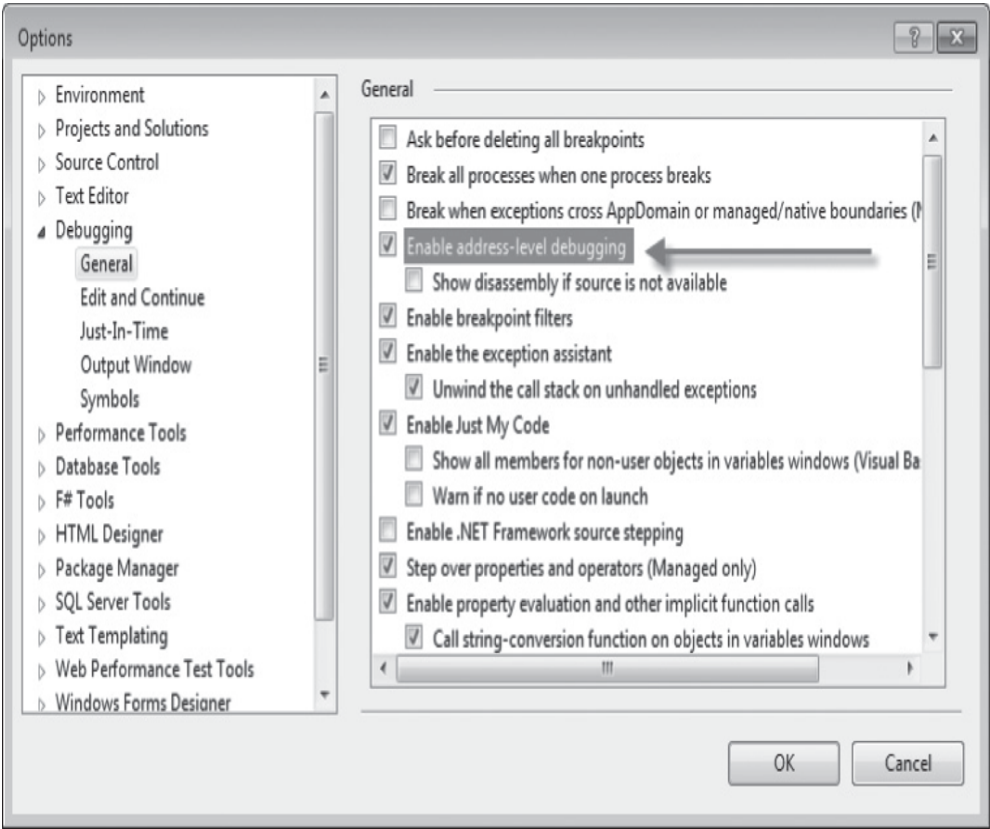 Options
Environment
Projects and Solutions
Source Control
Text Editor
Debugging
General
Edit and Continue
Just-In-Time
Output Window
Symbols
Performance Tools
Database Tools
F# Tools
HTML Designer
Package Manager
SQL Server Tools
Text Templating
Web Performance Test Tools
Windows Forms Designer
General
Ask before deleting all breakpoints
Break all processes when one process breaks
Break when exceptions cross AppDomain or managed/native boundaries (
Enable address-level debugging
Show disassembly if source is not available
Enable breakpoint filters
Enable the exception assistant
Unwind the call stack on unhandled exceptions
Enable Just My Code
Show all members for non-user objects in variables windows (Visual Ba
Warn if no user code on launch
Enable .NET Framework source stepping
Step over properties and operators (Managed only)
Enable property evaluation and other implicit function calls
Call string-conversion function on objects in variables windows
OK
Cancel